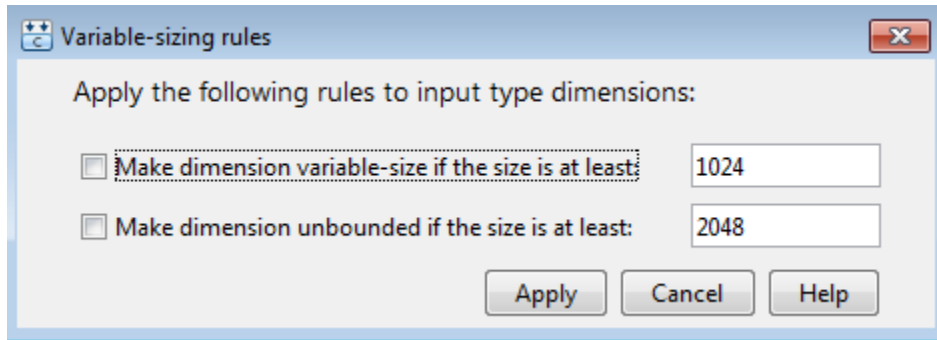 C Variable-sizing rules
Apply the following rules to input type dimensions:
Make dimension variable-size if the size is at least: 1024
Make dimension unbounded if the size is at least: 2048
Apply Cancel Help